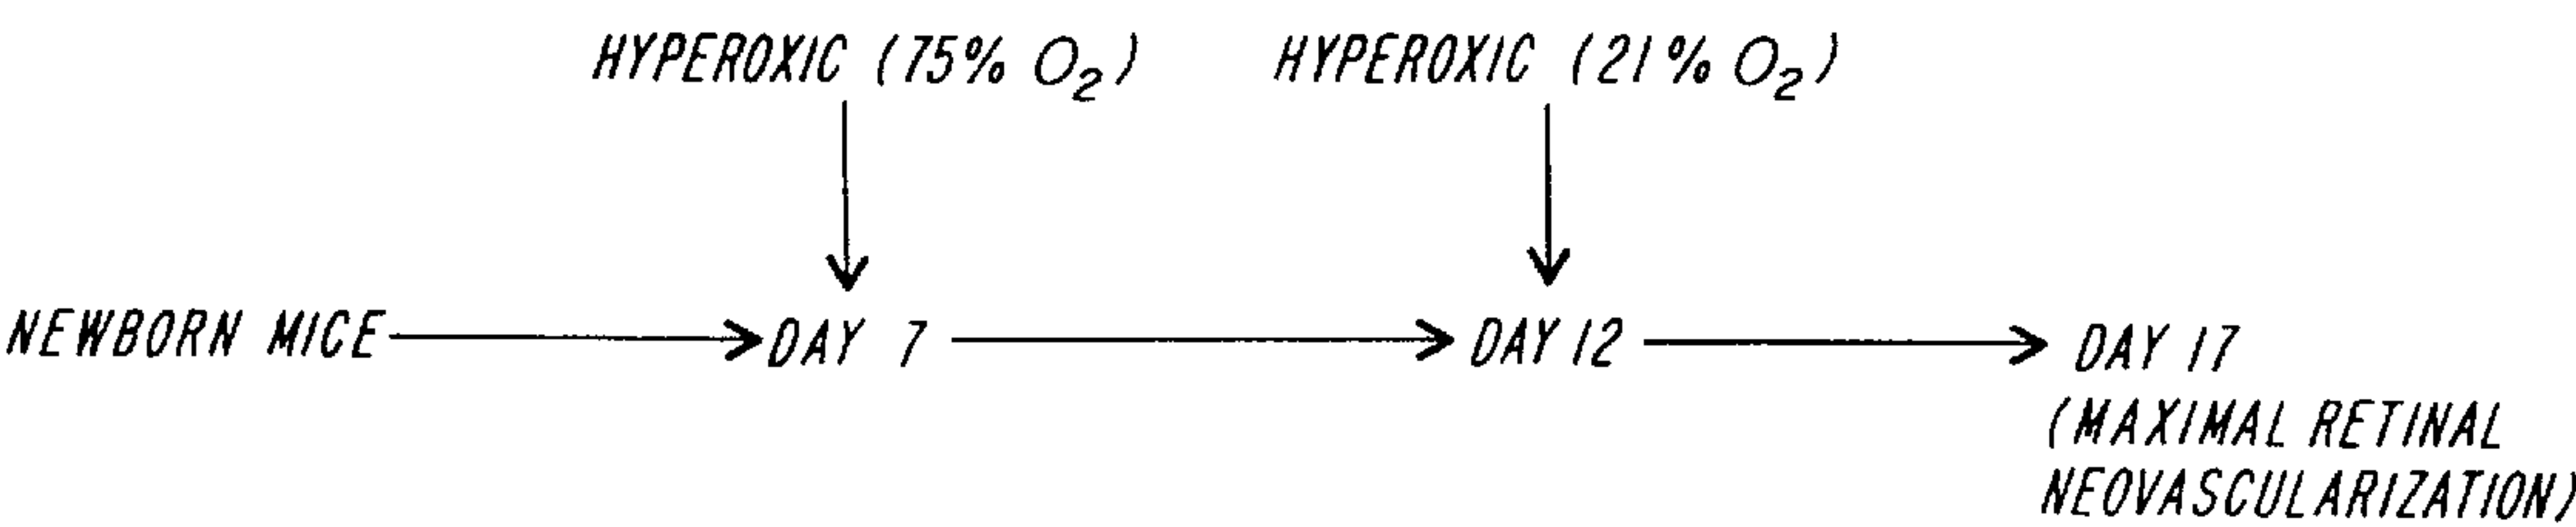 HYPEROXIC (75% O₂) HYPEROXIC (21% O₂)
NEWBORN MICE DAY 7 DAY 12 DAY 17
(MAXIMAL RETINAL
NEOVASCULARIZATION)